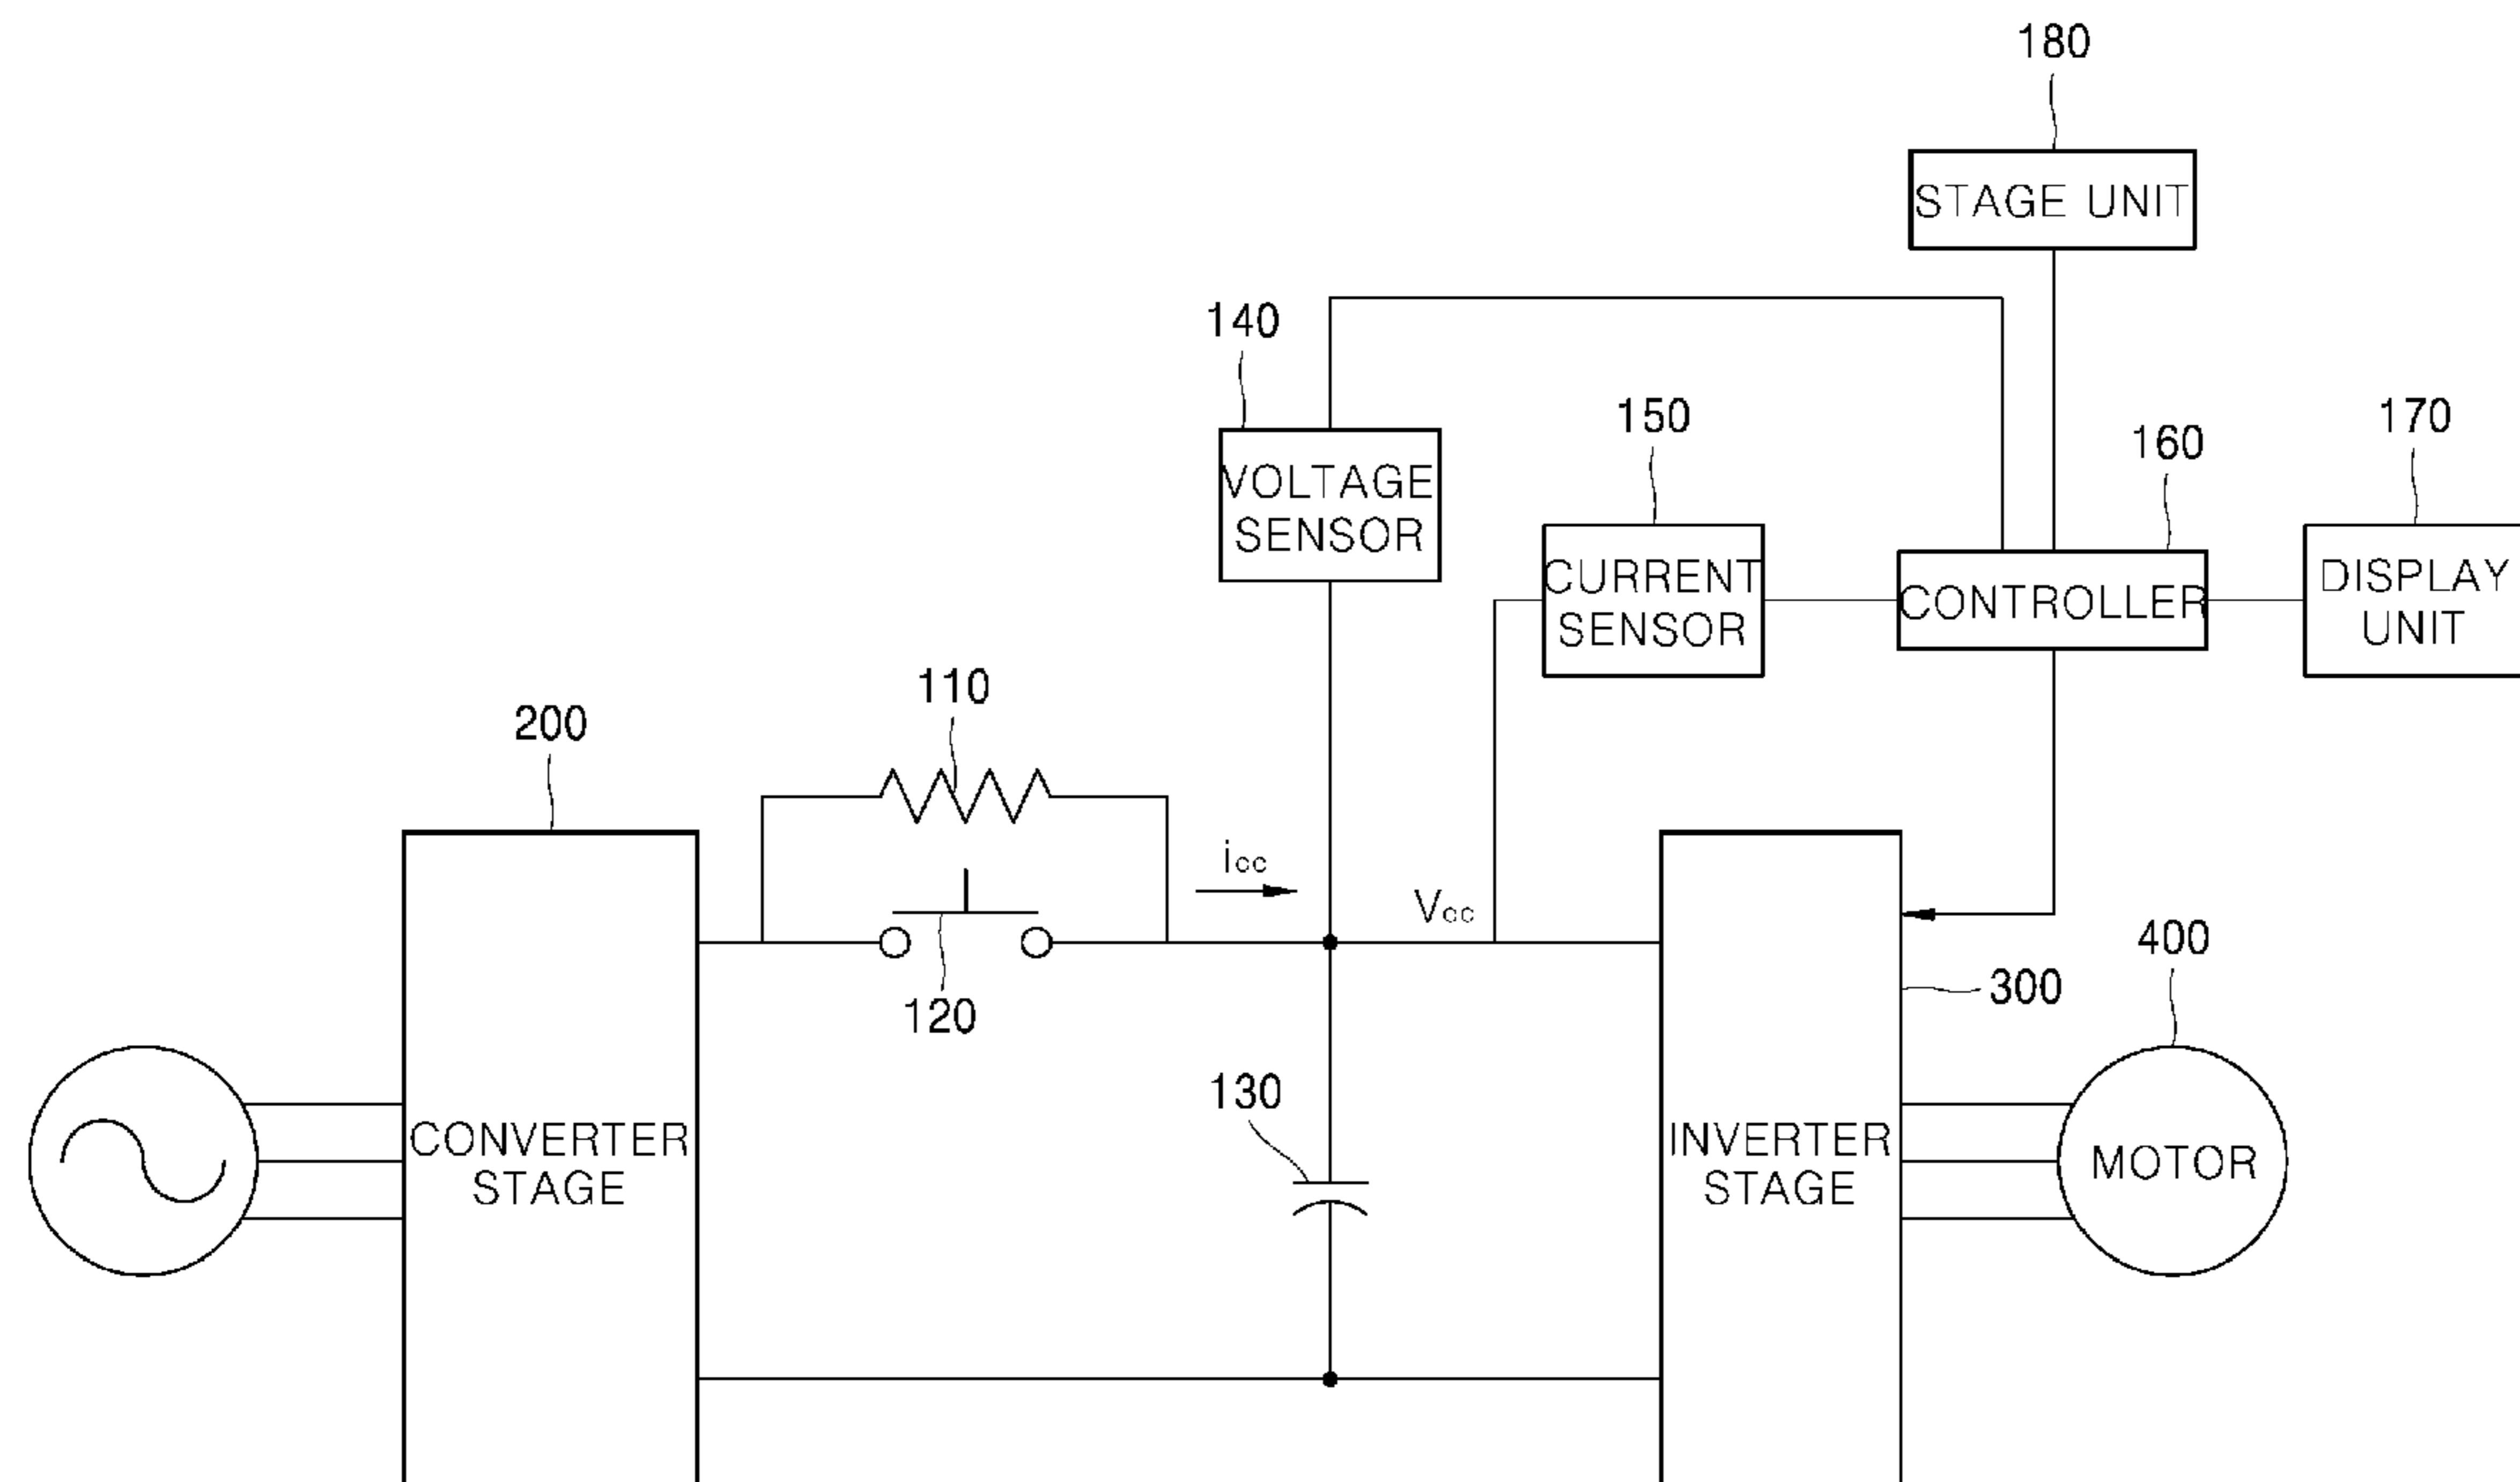 180
STAGE UNIT
140
VOLTAGE
SENSOR
150
CURRENT
SENSOR
160
CONTROLLER
170
DISPLAY
UNIT
110
200
icc
Vcc
120
300
400
130
CONVERTER
STAGE
INVERTER
STAGE
MOTOR